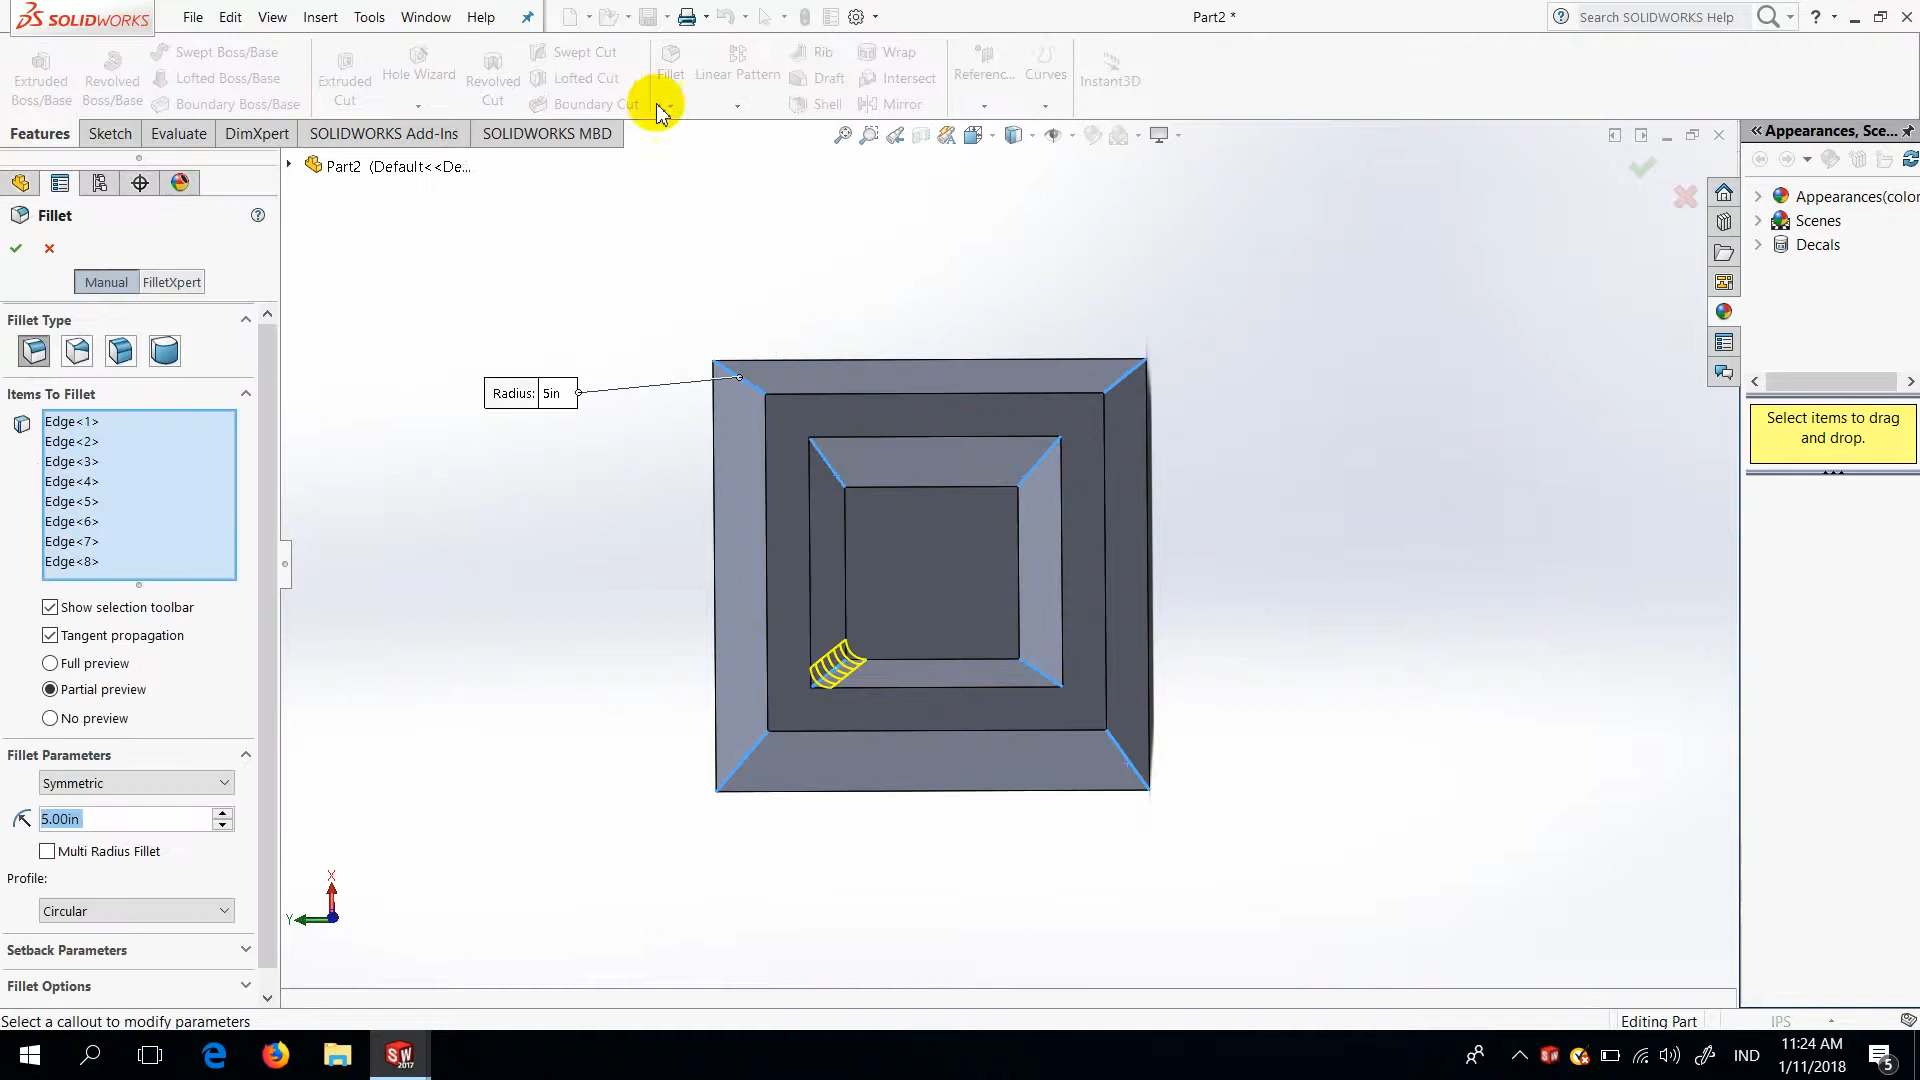 SOLIDWORKS
File Edit View Insert Tools Window Help
Part2 *
Search SOLIDWORKS Help
Extruded Boss/Base
Revolved Boss/Base
Swept Boss/Base
Lofted Boss/Base
Boundary Boss/Base
Extruded Cut
Hole Wizard
Revolved Cut
Swept Cut
Lofted Cut
Boundary Cut
Fillet
Linear Pattern
Rib
Draft
Shell
Wrap
Intersect
Mirror
Referenc...
Curves
Instant3D
Features Sketch Evaluate DimXpert SOLIDWORKS Add-Ins SOLIDWORKS MBD
Part2 (Default<<De...
Fillet
Manual FilletXpert
Fillet Type
Items To Fillet
Edge<1>
Edge<2>
Edge<3>
Edge<4>
Edge<5>
Edge<6>
Edge<7>
Edge<8>
Show selection toolbar
Tangent propagation
Full preview
Partial preview
No preview
Fillet Parameters
Symmetric
5.00in
Multi Radius Fillet
Profile:
Circular
Setback Parameters
Fillet Options
Radius: 5in
X
Y
Appearances, Sce...
Appearances(color
Scenes
Decals
Select items to drag
and drop.
Select a callout to modify parameters
Editing Part
IPS
SW
2017
IND
11:24 AM
1/11/2018
5